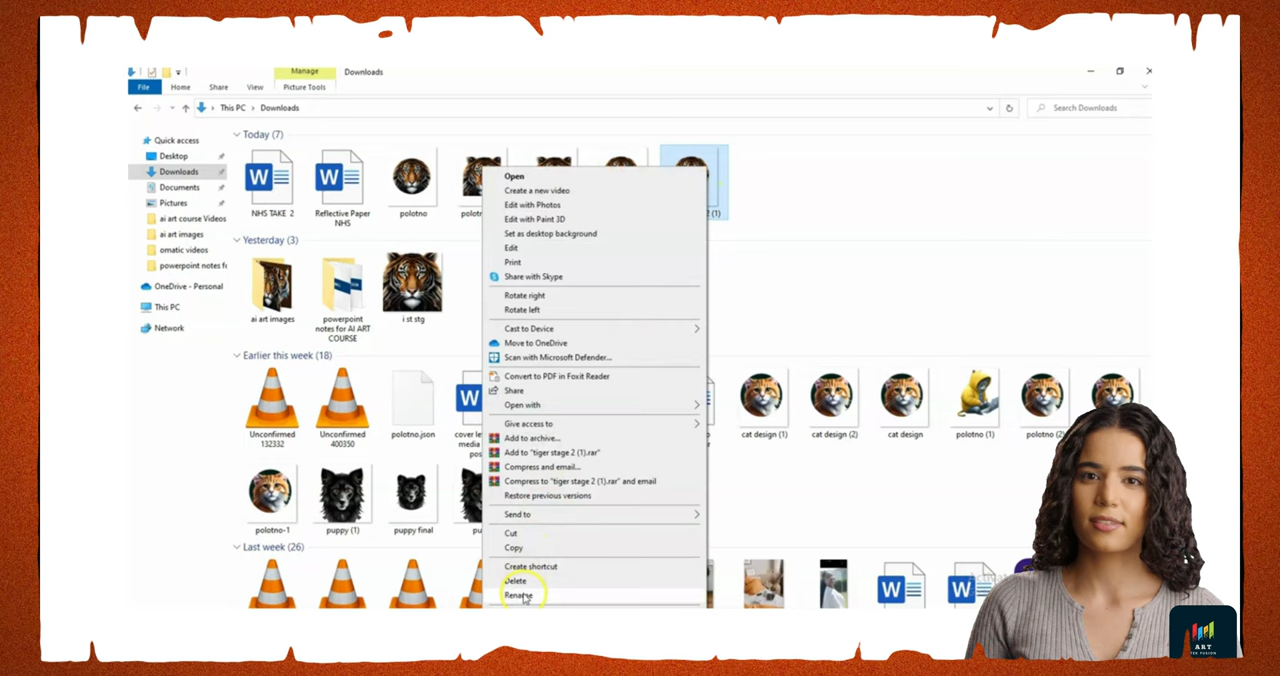 Manage
Downloads
File
Home
Share
View
Picture Tools
This PC
Downloads
Search Downloads
Quick access
Desktop
Downloads
Documents
Pictures
ai art course Videos
ai art images
omatic videos
powerpoint notes f
OneDrive - Personal
This PC
Network
Today (7)
NHS TAKE 2
Reflective Paper
NHS
polotno
polotn
2 (1)
Yesterday (3)
ai art images
powerpoint
notes for AI ART
COURSE
i st stg
Earlier this week (18)
Unconfirmed
132332
Unconfirmed
400350
polotno.json
cover le
media
pos
cat design (1)
cat design (2)
cat design
polotno (1)
polotno (2)
polotno-1
puppy (1)
puppy final
pu
Last week (26)
Open
Create a new video
Edit with Photos
Edit with Paint 3D
Set as desktop background
Edit
Print
Share with Skype
Rotate right
Rotate left
Cast to Device
Move to OneDrive
Scan with Microsoft Defender...
Convert to PDF in Foxit Reader
Share
Open with
Give access to
Add to archive...
Add to "tiger stage 2 (1).rar"
Compress and email...
Compress to "tiger stage 2 (1).rar" and email
Restore previous versions
Send to
Cut
Copy
Create shortcut
Delete
Rename
ART